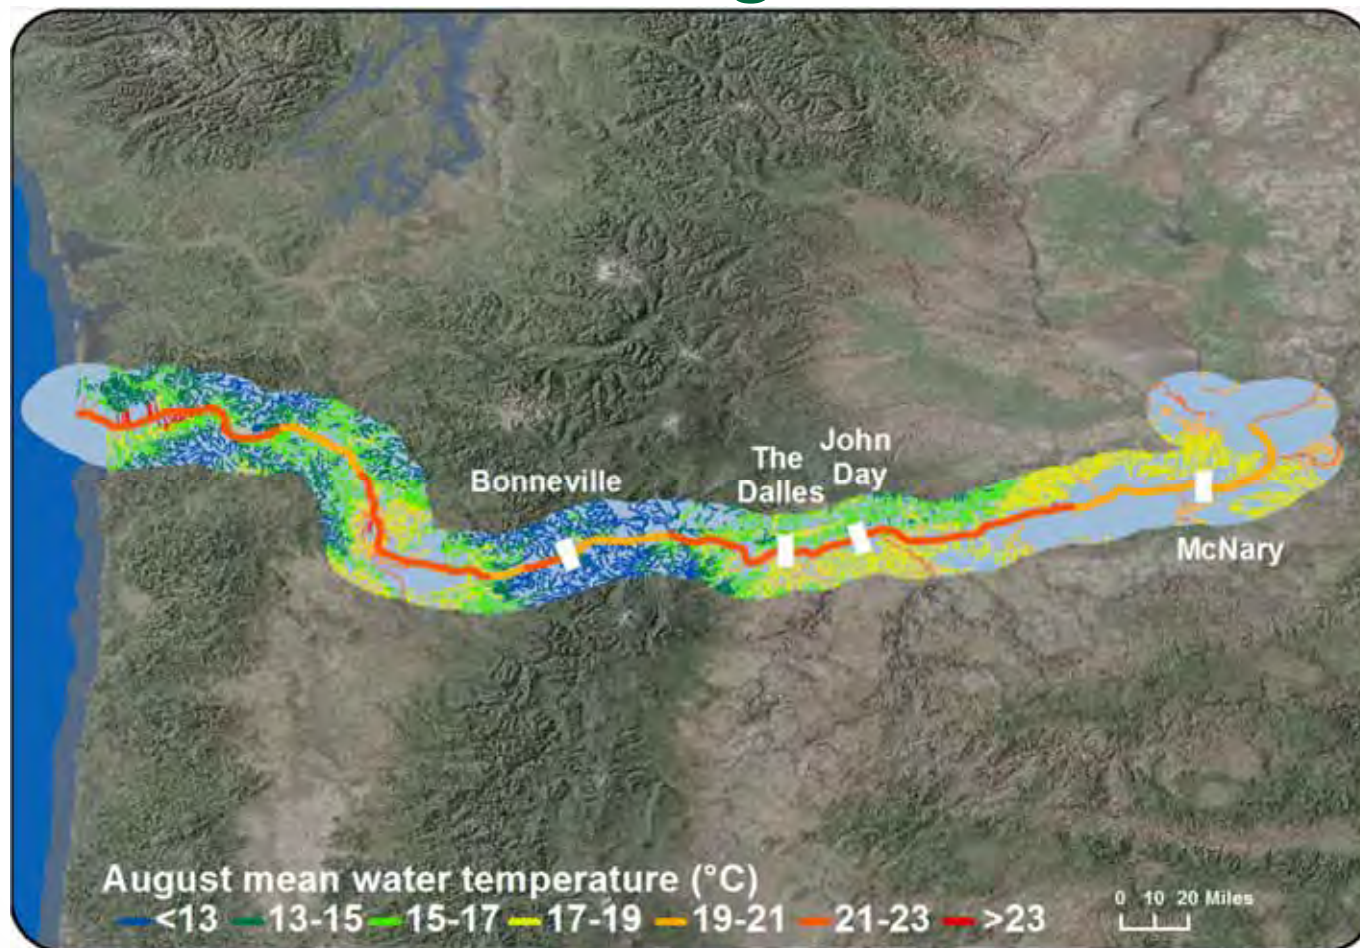 Bonneville
The
Dalles
John
Day
McNary
August mean water temperature (°C)
<13 13-15 15-17 17-19 19-21 21-23 >23
0 10 20 Miles